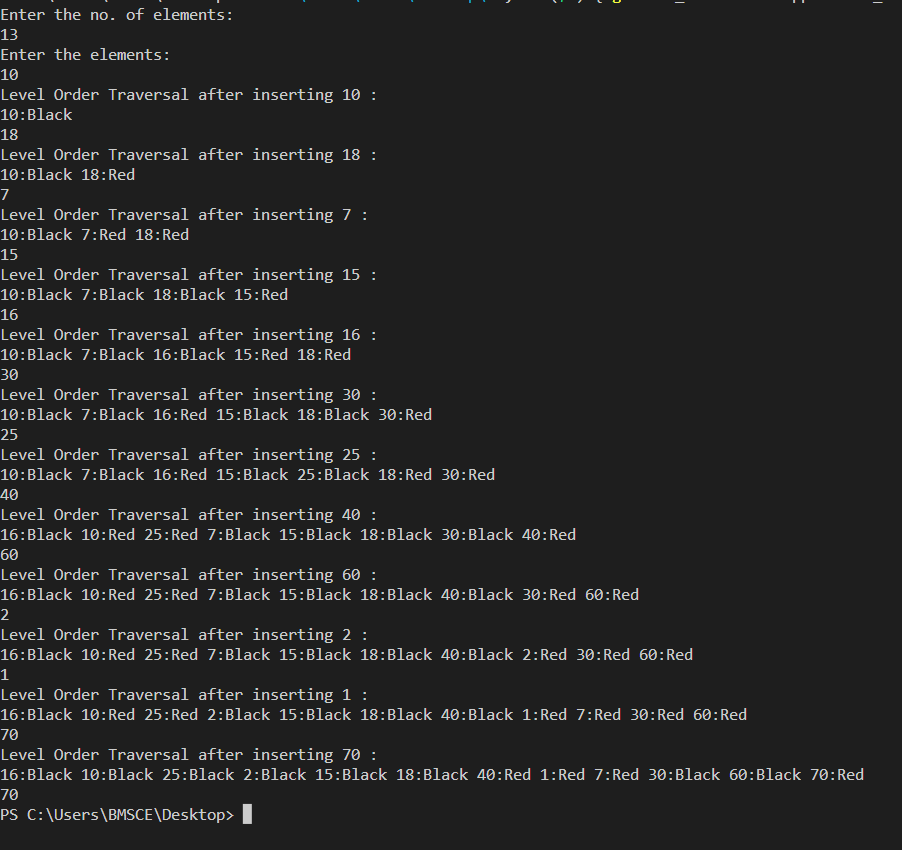 Enter the no. of elements:
13
Enter the elements:
10
Level Order Traversal after inserting 10 :
10:Black
18
Level Order Traversal after inserting 18 :
10:Black 18:Red
7
Level Order Traversal after inserting 7 :
10:Black 7:Red 18:Red
15
Level Order Traversal after inserting 15 :
10:Black 7:Black 18:Black 15:Red
16
Level Order Traversal after inserting 16 :
10:Black 7:Black 16:Black 15:Red 18:Red
30
Level Order Traversal after inserting 30 :
10:Black 7:Black 16:Red 15:Black 18:Black 30:Red
25
Level Order Traversal after inserting 25 :
10:Black 7:Black 16:Red 15:Black 25:Black 18:Red 30:Red
40
Level Order Traversal after inserting 40 :
16:Black 10:Red 25:Red 7:Black 15:Black 18:Black 30:Black 40:Red
60
Level Order Traversal after inserting 60 :
16:Black 10:Red 25:Red 7:Black 15:Black 18:Black 40:Black 30:Red 60:Red
2
Level Order Traversal after inserting 2 :
16:Black 10:Red 25:Red 7:Black 15:Black 18:Black 40:Black 2:Red 30:Red 60:Red
1
Level Order Traversal after inserting 1 :
16:Black 10:Red 25:Red 2:Black 15:Black 18:Black 40:Black 1:Red 7:Red 30:Red 60:Red
70
Level Order Traversal after inserting 70 :
16:Black 10:Black 25:Black 2:Black 15:Black 18:Black 40:Red 1:Red 7:Red 30:Black 60:Black 70:Red
70
PS C:\Users\BMSCE\Desktop>